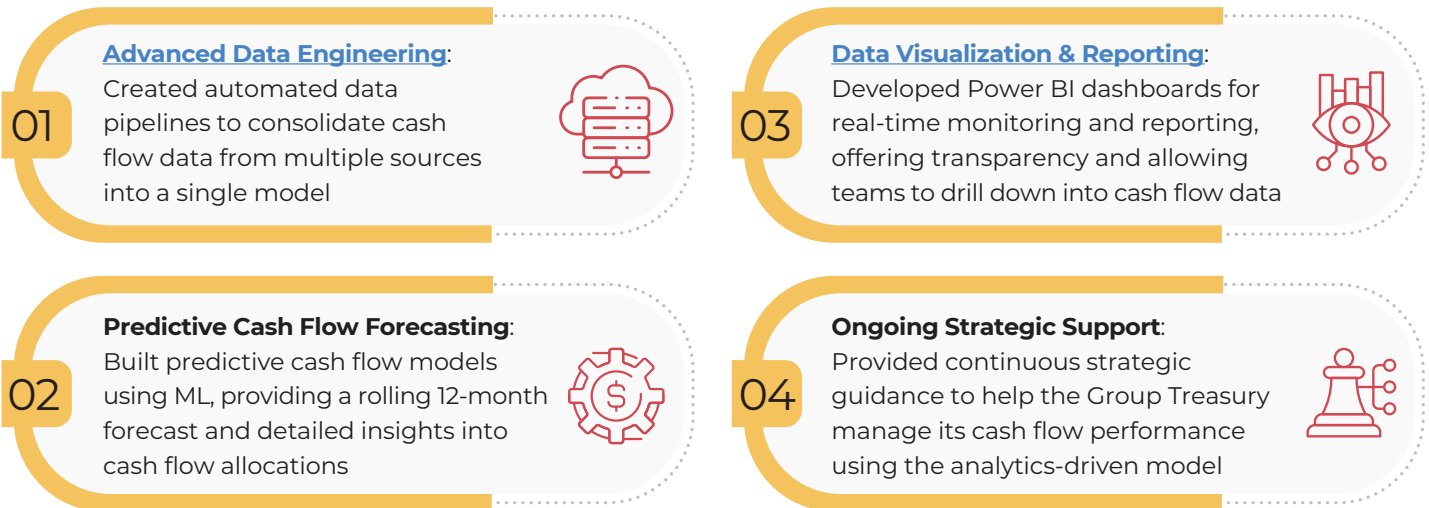 01
Advanced Data Engineering:
Created automated data
pipelines to consolidate cash
flow data from multiple sources
into a single model
02
Predictive Cash Flow Forecasting:
Built predictive cash flow models
using ML, providing a rolling 12-month
forecast and detailed insights into
cash flow allocations
03
Data Visualization & Reporting:
Developed Power BI dashboards for
real-time monitoring and reporting,
offering transparency and allowing
teams to drill down into cash flow data
04
Ongoing Strategic Support:
Provided continuous strategic
guidance to help the Group Treasury
manage its cash flow performance
using the analytics-driven model
$